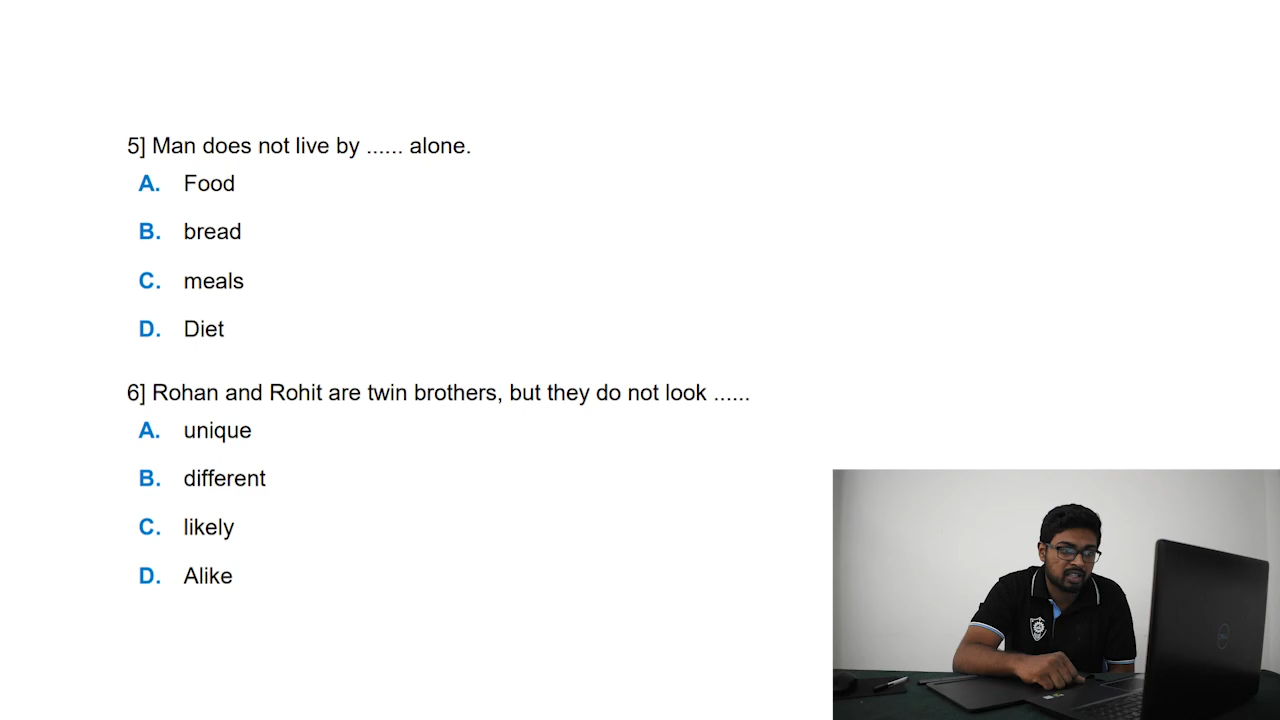 5] Man does not live by ...... alone.
A. Food
B. bread
C. meals
D. Diet
6] Rohan and Rohit are twin brothers, but they do not look ......
A. unique
B. different
C. likely
D. Alike